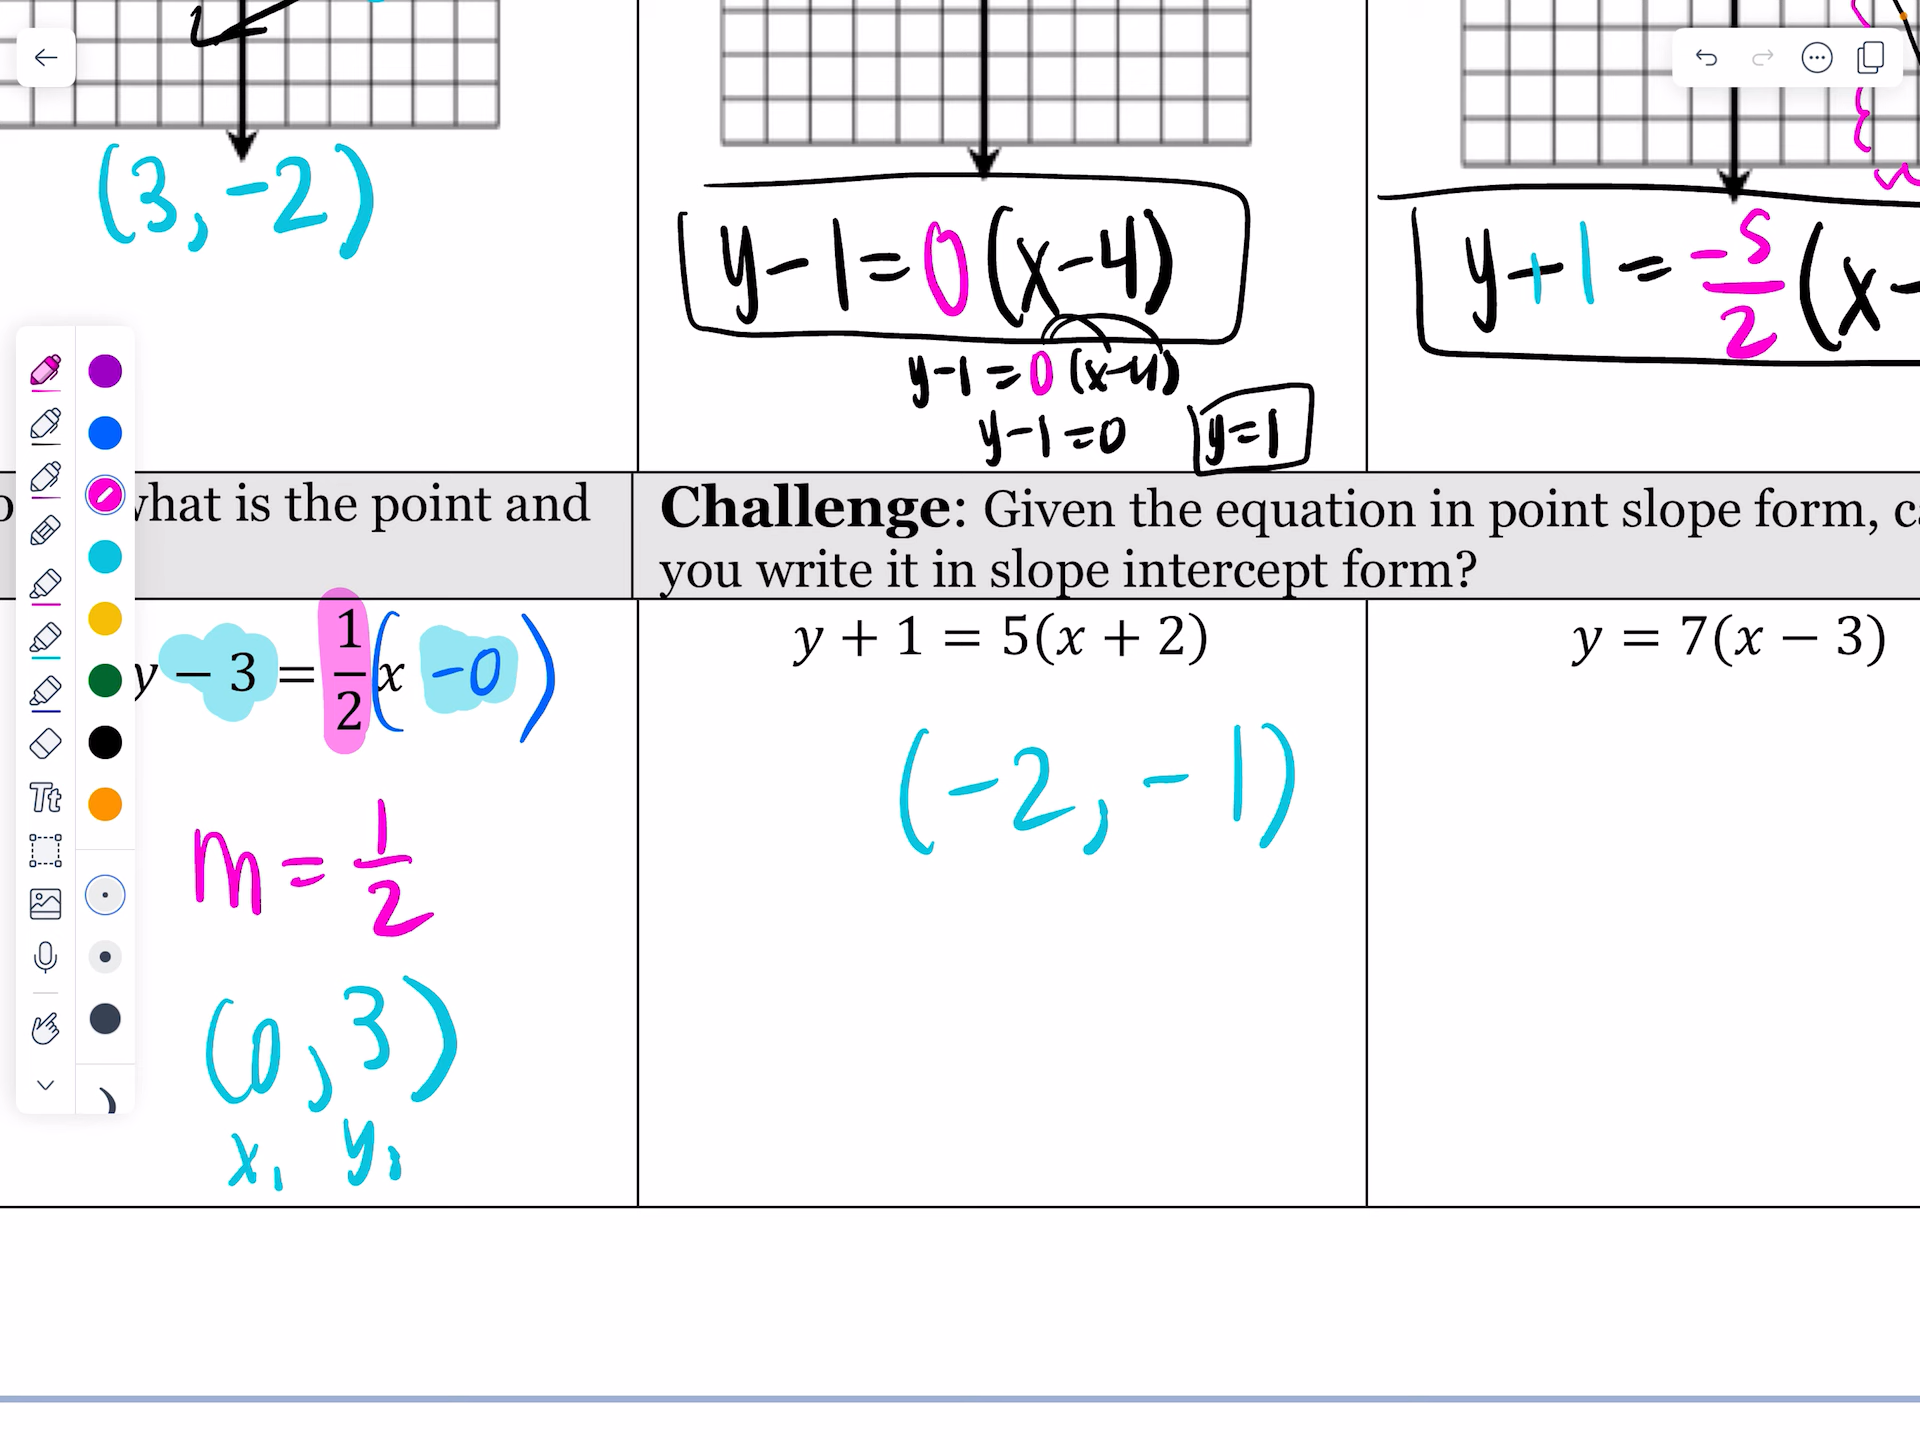 (3, -2)
y - 1 = 0 (x - 4)
y - 1 = 0 (x - 4)
y - 1 = 0
y = 1
y + 1 = -5/2 (x -
what is the point and
Challenge: Given the equation in point slope form,
you write it in slope intercept form?
y - 3 = 1/2 (x - 0)
m = 1/2
(0, 3)
x₁ y₁
y + 1 = 5(x + 2)
(-2, -1)
y = 7(x - 3)
Tt